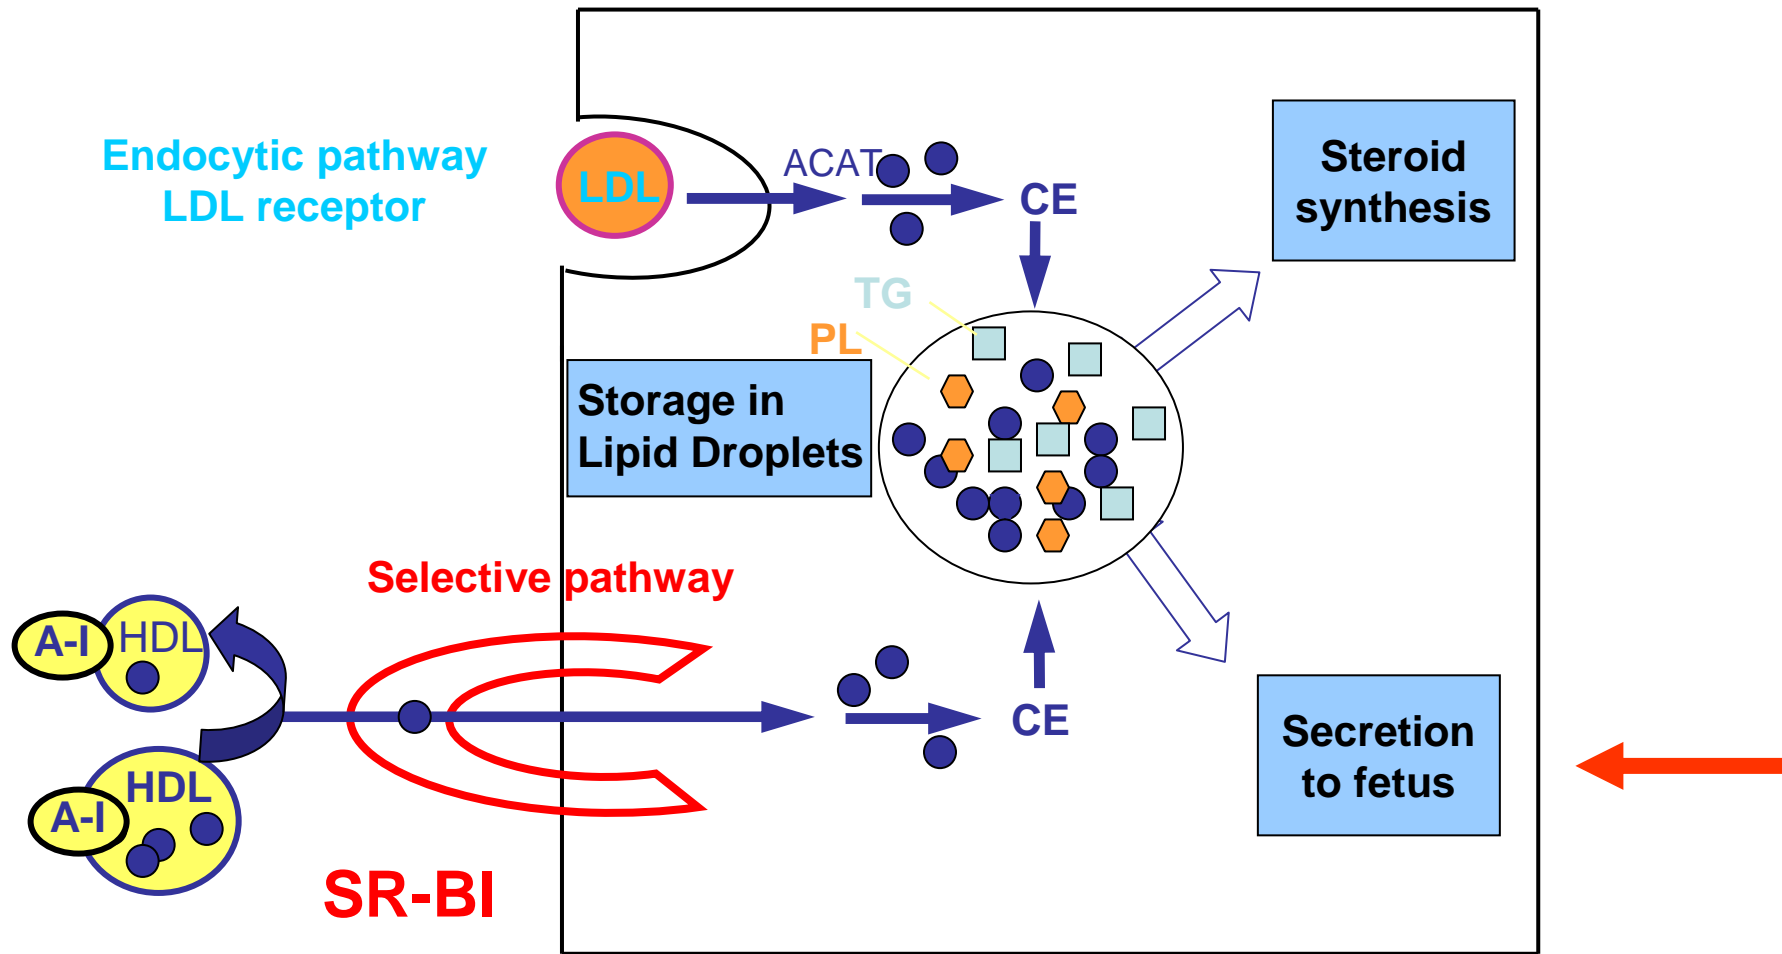 Endocytic pathway
LDL receptor
LDL
ACAT
CE
Steroid
synthesis
TG
PL
Storage in
Lipid Droplets
Selective pathway
A-I
HDL
CE
Secretion
to fetus
HDL
A-I
SR-BI